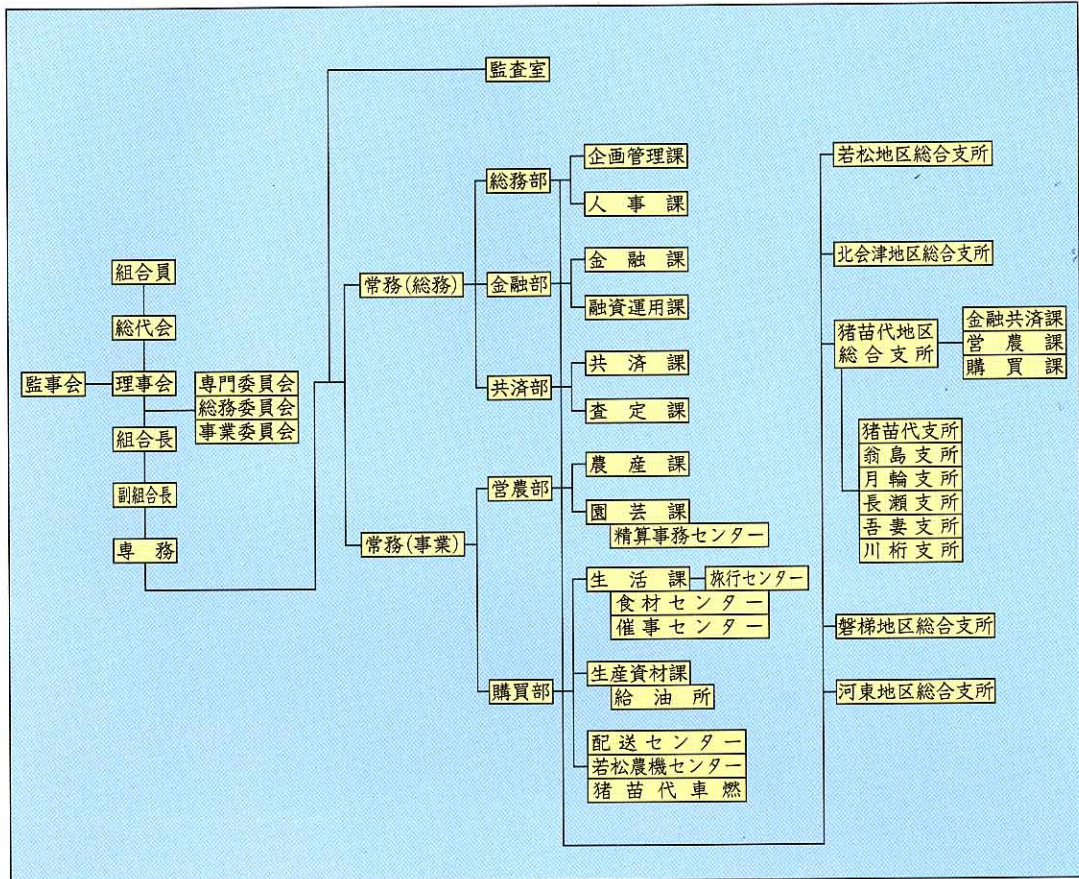 監査室
企画管理課
総務部
人事課
若松地区総合支所
北会津地区総合支所
組合員
総代会
監事会
理事会
専門委員会
総務委員会
事業委員会
組合長
副組合長
専務
常務(総務)
金融部
金融課
融資運用課
共済部
共済課
査定課
常務(事業)
営農部
農産課
園芸課
精算事務センター
購買部
生活課
旅行センター
食材センター
催事センター
生産資材課
給油所
配送センター
若松農機センター
猪苗代車燃
猪苗代地区
総合支所
金融共済課
営農課
購買課
猪苗代支所
翁島支所
月輪支所
長瀬支所
吾妻支所
川桁支所
磐梯地区総合支所
河東地区総合支所